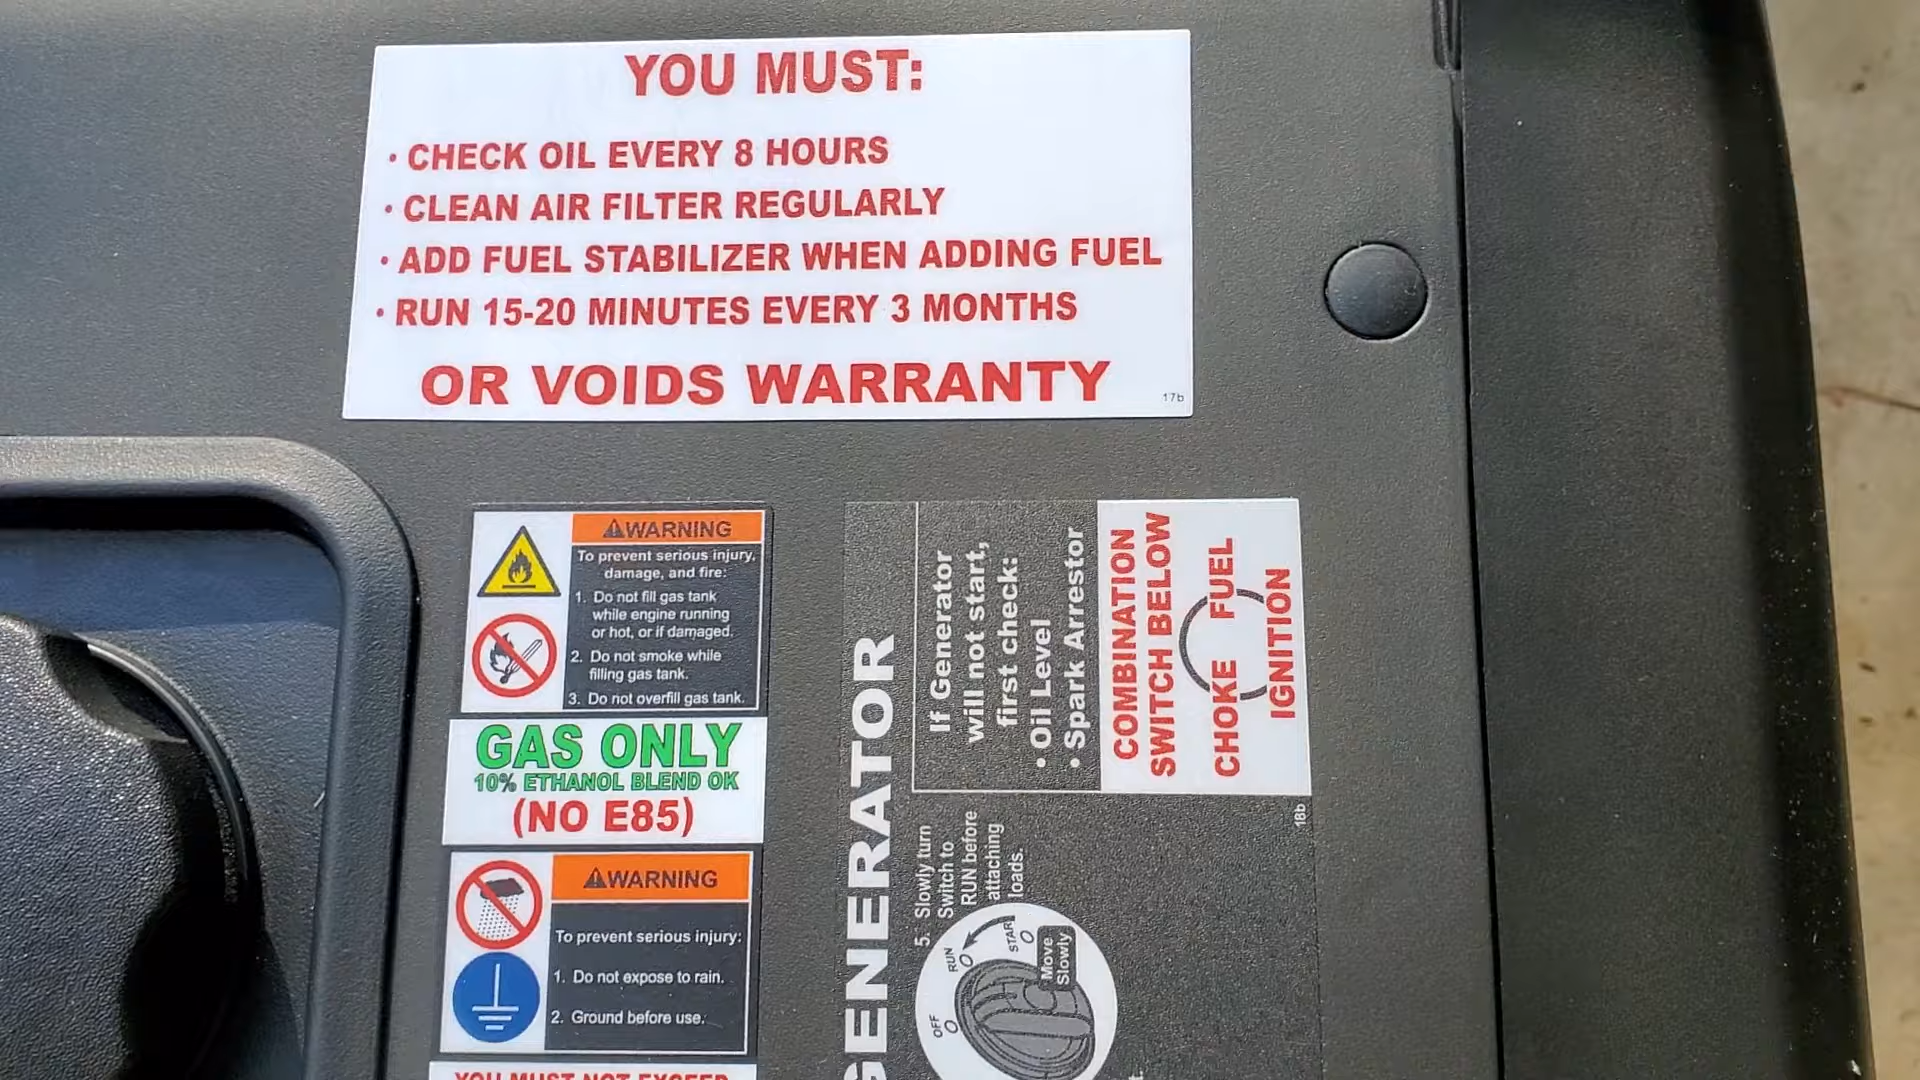 YOU MUST:
• CHECK OIL EVERY 8 HOURS
• CLEAN AIR FILTER REGULARLY
• ADD FUEL STABILIZER WHEN ADDING FUEL
• RUN 15-20 MINUTES EVERY 3 MONTHS
OR VOIDS WARRANTY
17b
WARNING
To prevent serious injury,
damage, and fire:
1. Do not fill gas tank
while engine running
or hot, or if damaged.
2. Do not smoke while
filling gas tank.
3. Do not overfill gas tank.
GAS ONLY
10% ETHANOL BLEND OK
(NO E85)
WARNING
To prevent serious injury:
1. Do not expose to rain.
2. Ground before use.
YOU MUST NOT EXCEED
GENERATOR
If Generator
will not start,
first check:
• Oil Level
• Spark Arrestor
COMBINATION
SWITCH BELOW
CHOKE FUEL
IGNITION
18b
5. Slowly turn
Switch to
RUN before
attaching
loads.
OFF
RUN
START
Move
Slowly